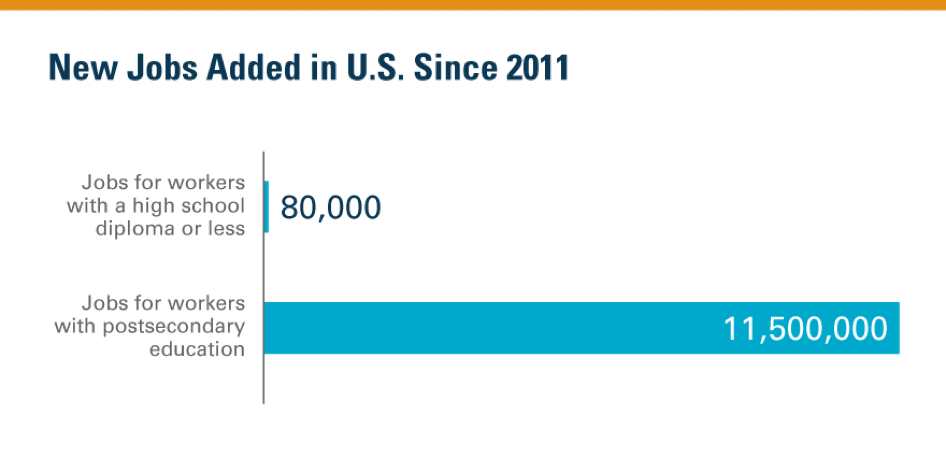 New Jobs Added in U.S. Since 2011
Jobs for workers
with a high school
diploma or less
80,000
Jobs for workers
with postsecondary
education
11,500,000